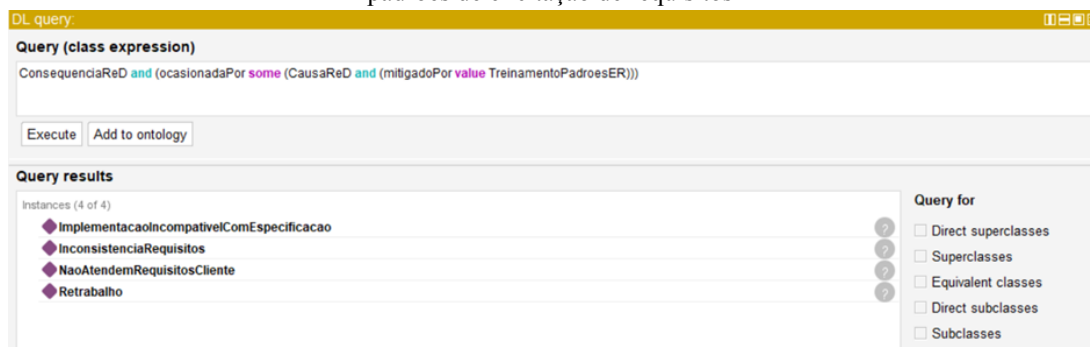 DL query:
Query (class expression)
ConsequenciaReD and (ocasionadaPor some (CausaReD and (mitigadoPor value TreinamentoPadroesER)))
Execute Add to ontology
Query results
Instances (4 of 4)
ImplementacaoIncompativelComEspecificacao
InconsistenciaRequisitos
NaoAtendemRequisitosCliente
Retrabalho
Query for
Direct superclasses
Superclasses
Equivalent classes
Direct subclasses
Subclasses